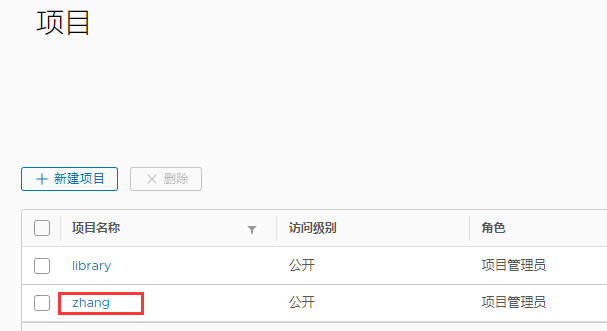 项目
新建项目 删除
项目名称 访问级别 角色
library 公开 项目管理员
zhang 公开 项目管理员